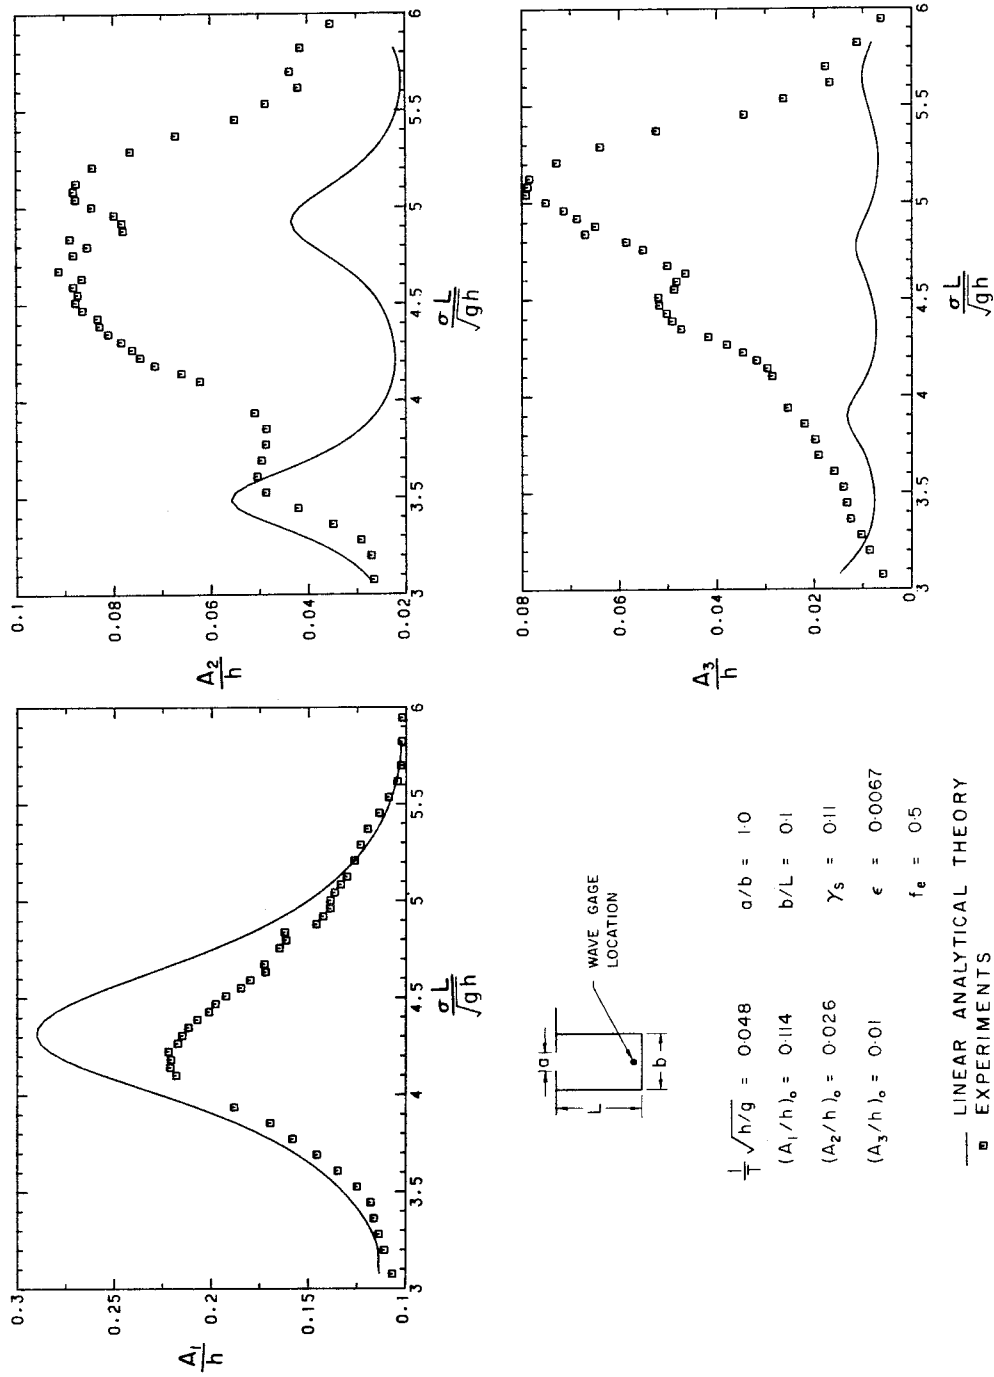 A₁/h
0.3
0.25
0.2
0.15
0.1
3
3.5
4
4.5
5
5.5
6
σL/√gh
A₂/h
0.1
0.08
0.06
0.04
0.02
3
3.5
4
4.5
5
5.5
6
σL/√gh
A₃/h
0.08
0.06
0.04
0.02
0
3
3.5
4
4.5
5
5.5
6
σL/√gh
a
L
b
WAVE GAGE
LOCATION
1/T √h/g = 0·048 a/b = 1·0
(A₁/h)ₒ = 0·114 b/L = 0·1
(A₂/h)ₒ = 0·026 γₛ = 0·11
(A₃/h)ₒ = 0·01 ϵ = 0·0067
fₑ = 0·5
LINEAR ANALYTICAL THEORY
EXPERIMENTS